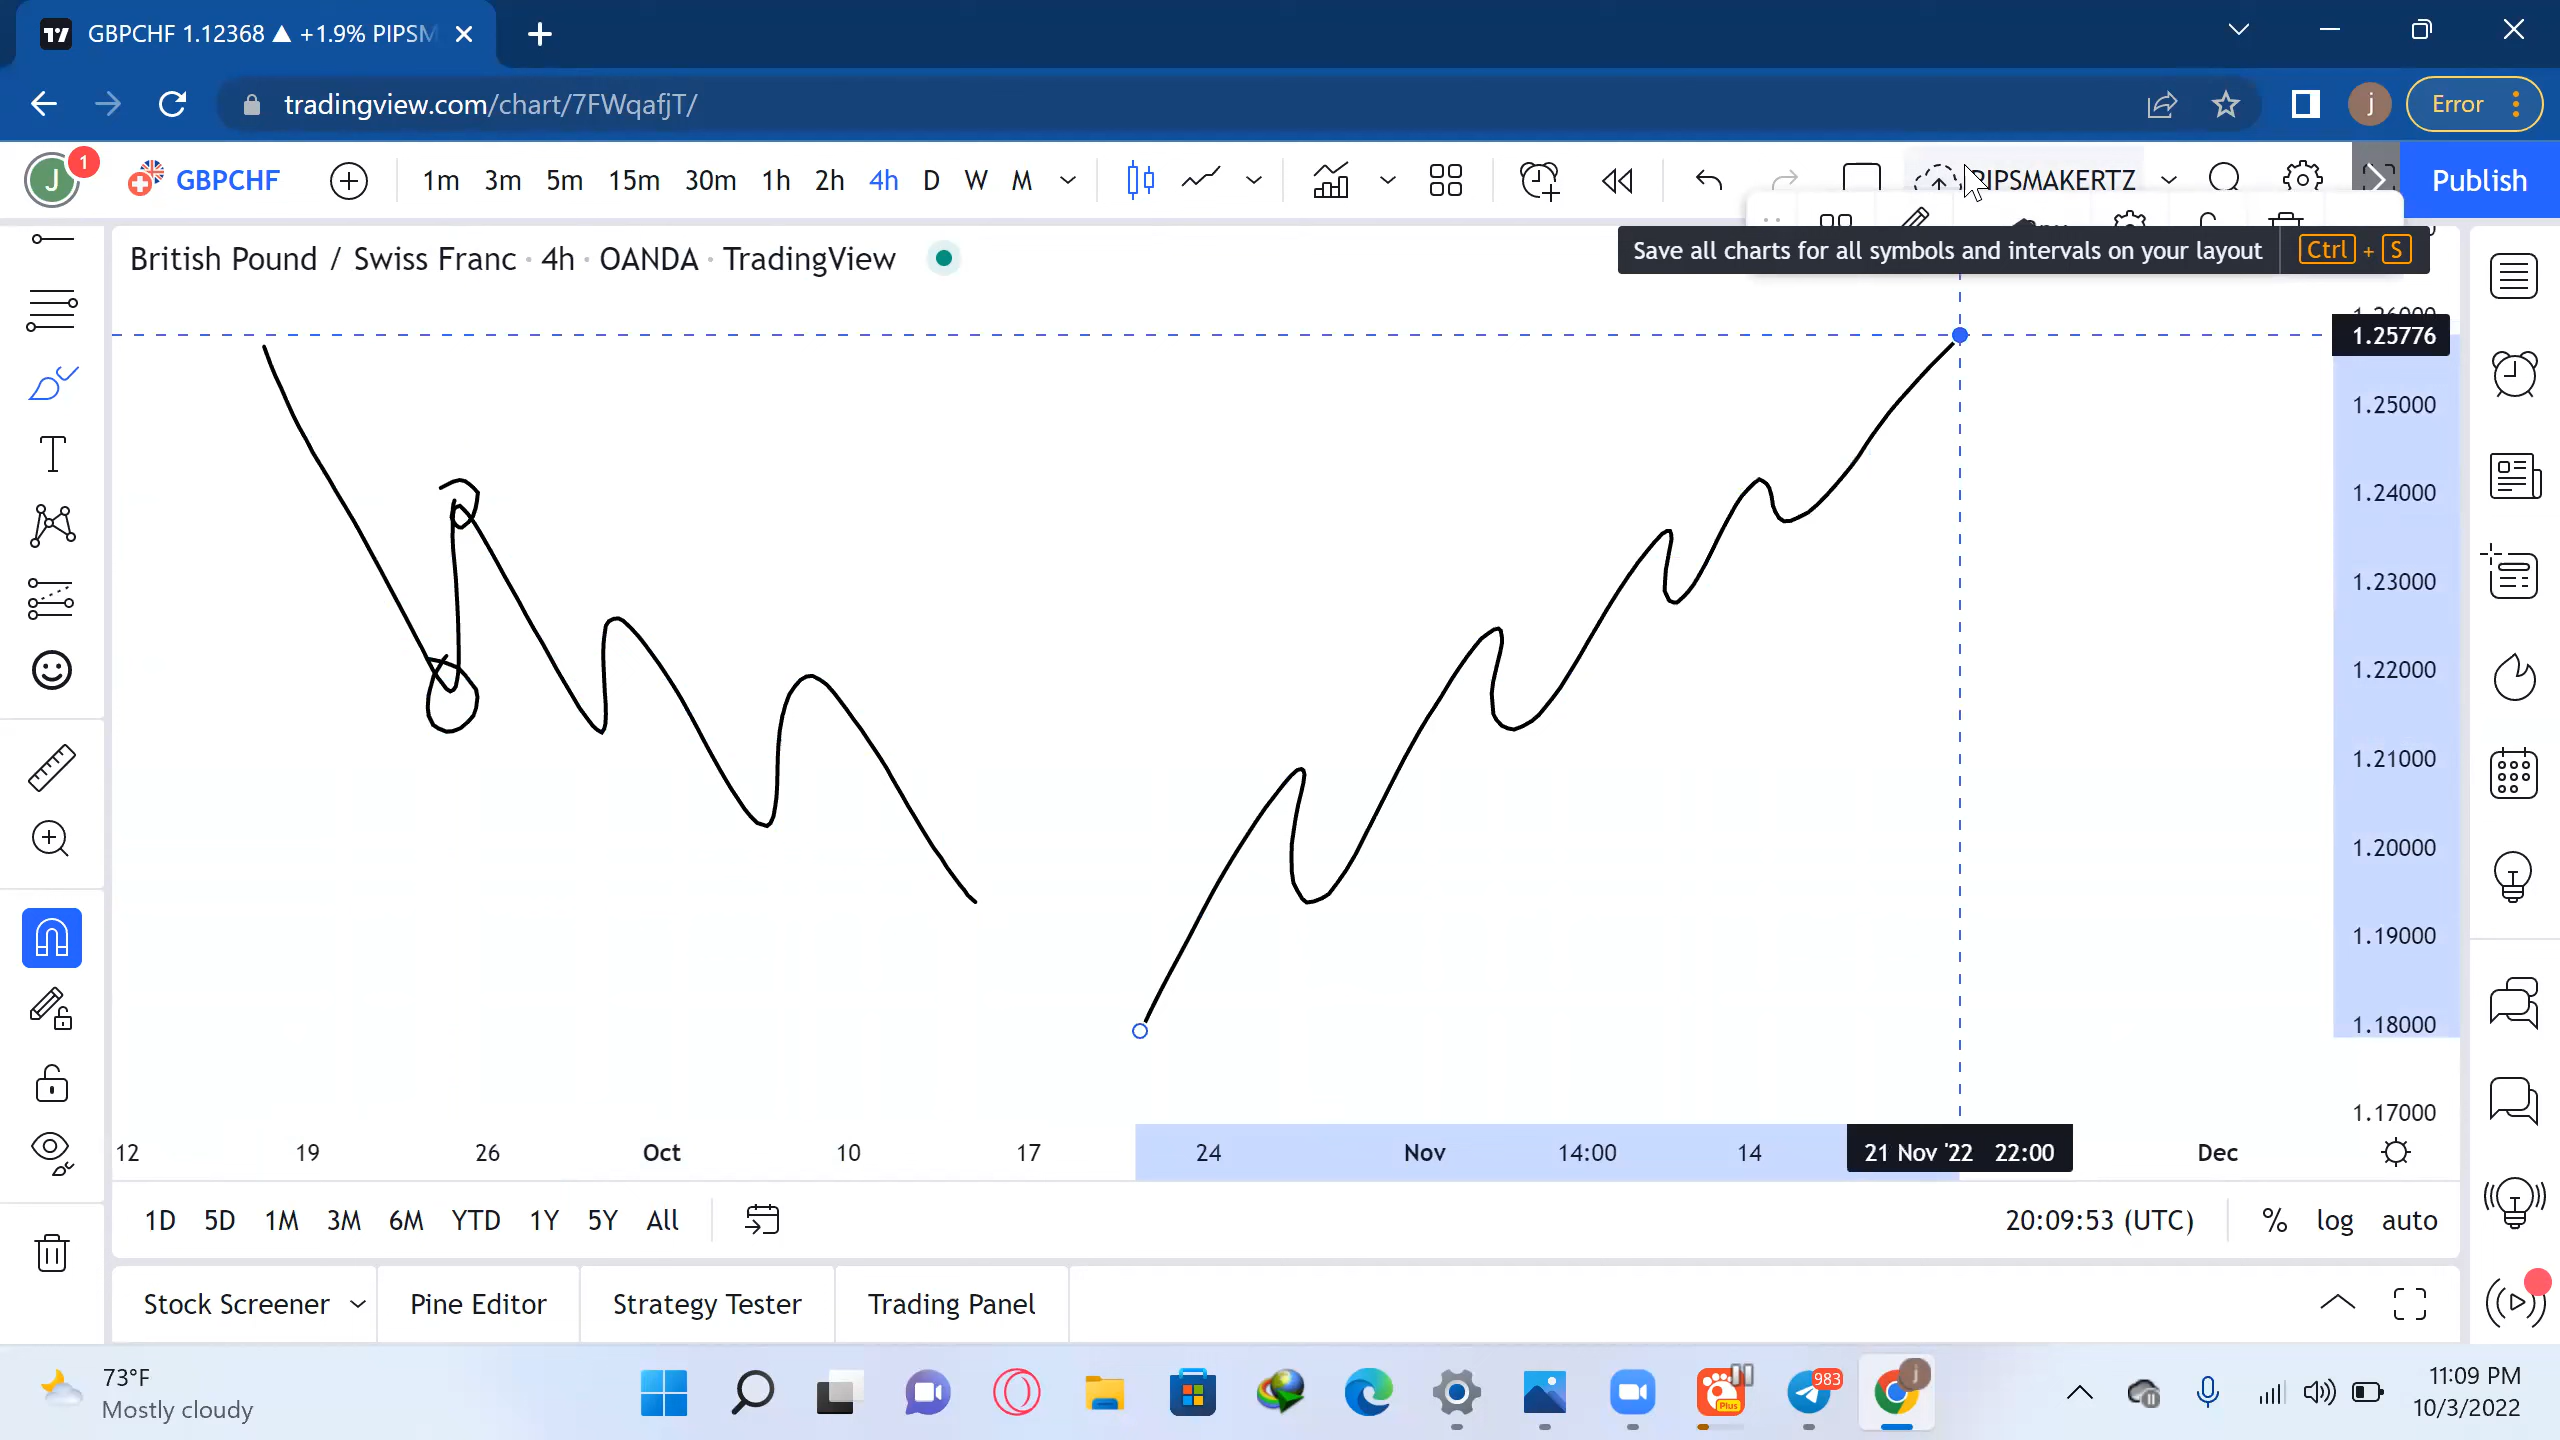 GBPCHF 1.12368 ▲ +1.9% PIPSM
tradingview.com/chart/7FWqafjT/
j
Error
J
1
GBPCHF
1m 3m 5m 15m 30m 1h 2h 4h D W M
PIPSMAKERTZ
Publish
British Pound / Swiss Franc · 4h · OANDA · TradingView
Save all charts for all symbols and intervals on your layout Ctrl + S
1.25776
1.25000
1.24000
1.23000
1.22000
1.21000
1.20000
1.19000
1.18000
1.17000
12 19 26 Oct 10 17 24 Nov 14:00 14 21 Nov '22 22:00 Dec
1D 5D 1M 3M 6M YTD 1Y 5Y All
20:09:53 (UTC) % log auto
Stock Screener Pine Editor Strategy Tester Trading Panel
73°F
Mostly cloudy
Plus
983
j
11:09 PM
10/3/2022